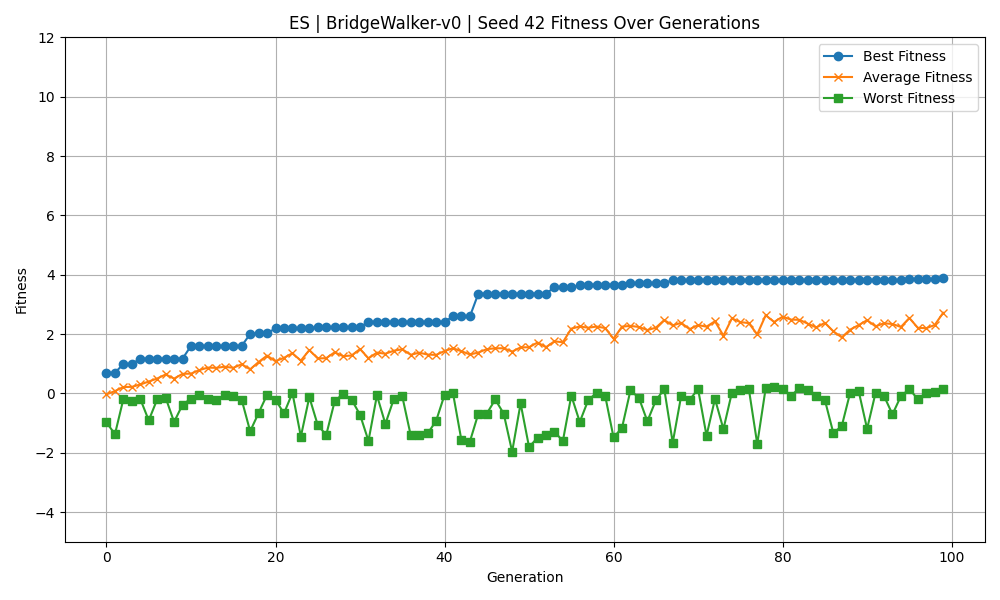 ES | BridgeWalker-v0 | Seed 42 Fitness Over Generations
Best Fitness
Average Fitness
Worst Fitness
Fitness
12
10
8
6
4
2
0
−2
−4
0 20 40 60 80 100
Generation